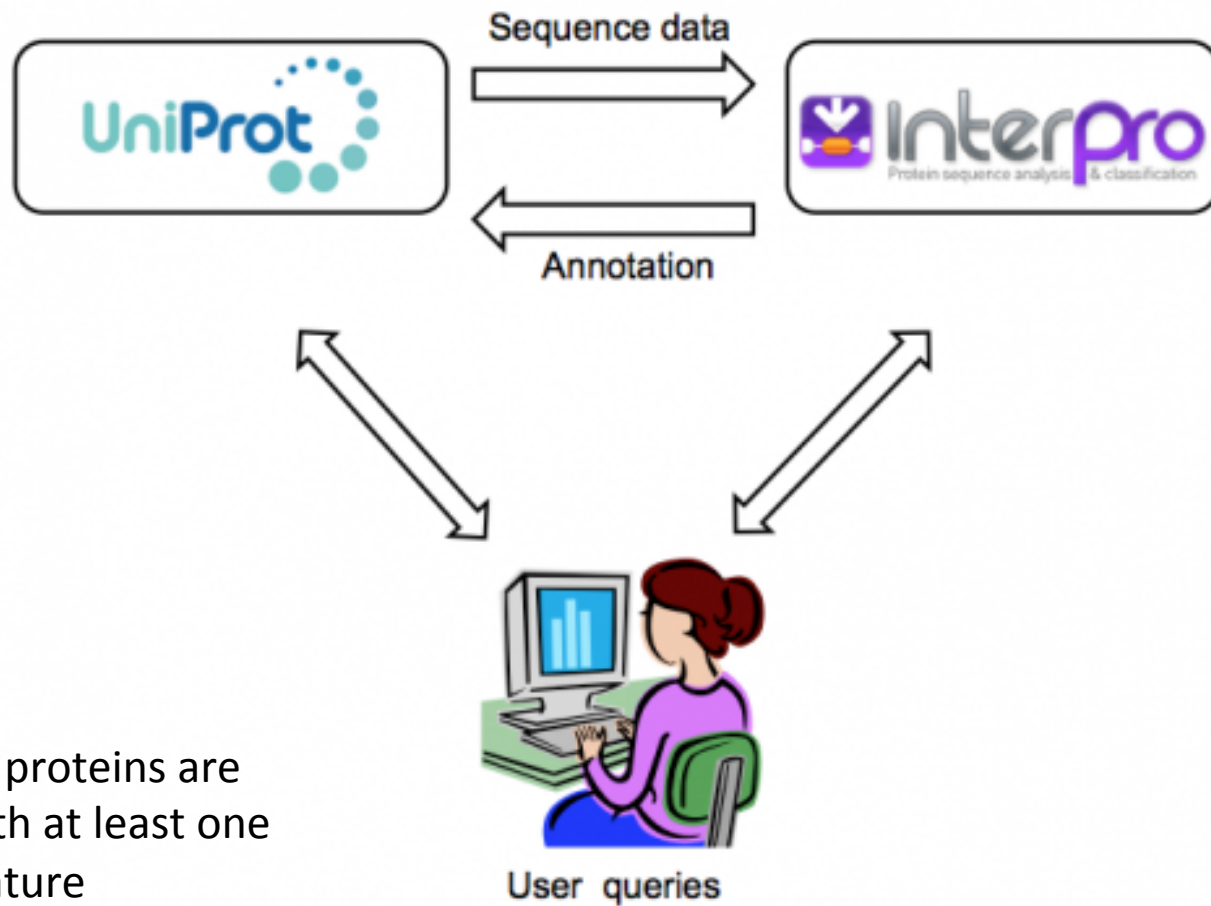 Sequence data
UniProt
InterPro
Protein sequence analysis & classification
Annotation
proteins are
th at least one
ture
User queries